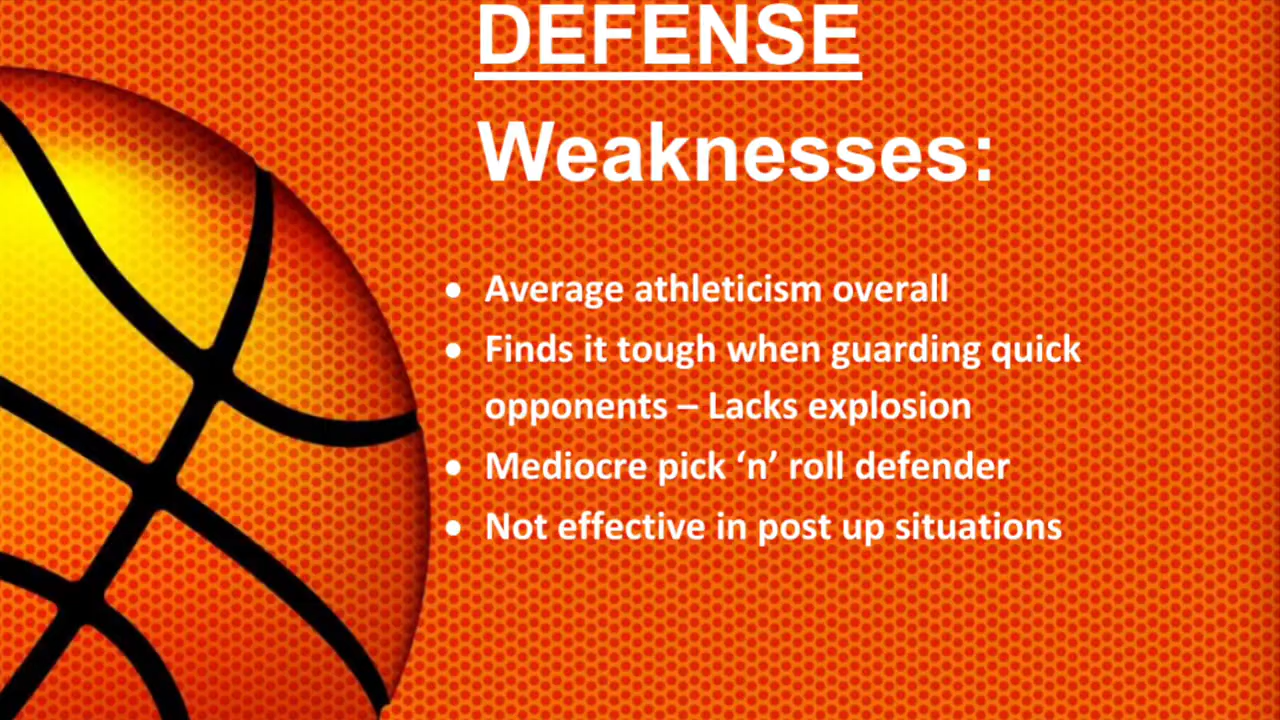 DEFENSE
Weaknesses:
• Average athleticism overall
• Finds it tough when guarding quick
opponents – Lacks explosion
• Mediocre pick ‘n’ roll defender
• Not effective in post up situations